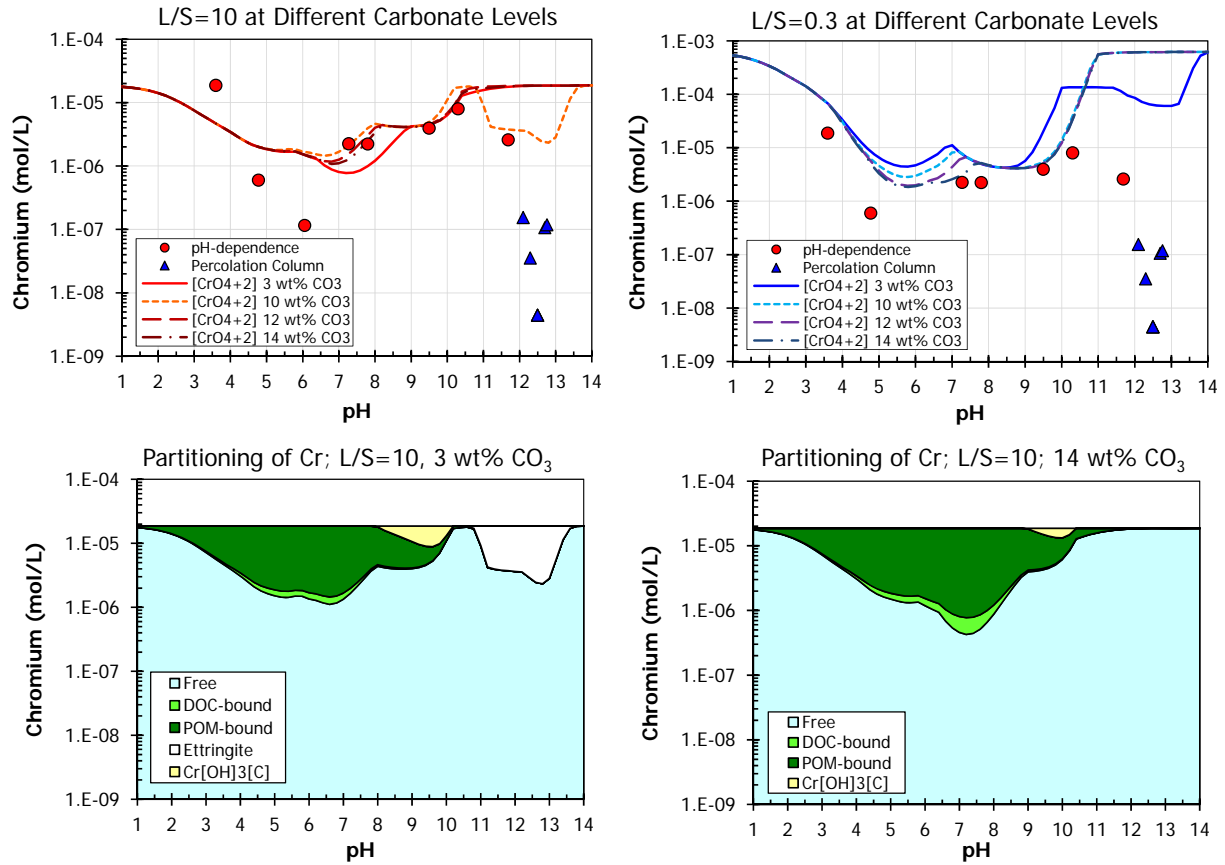 L/S=10 at Different Carbonate Levels
1.E-04
1.E-05
1.E-06
1.E-07
1.E-08
1.E-09
Chromium (mol/L)
pH-dependence
Percolation Column
[CrO4+2] 3 wt% CO3
[CrO4+2] 10 wt% CO3
[CrO4+2] 12 wt% CO3
[CrO4+2] 14 wt% CO3
1 2 3 4 5 6 7 8 9 10 11 12 13 14
pH
L/S=0.3 at Different Carbonate Levels
1.E-03
1.E-04
1.E-05
1.E-06
1.E-07
1.E-08
1.E-09
Chromium (mol/L)
pH-dependence
Percolation Column
[CrO4+2] 3 wt% CO3
[CrO4+2] 10 wt% CO3
[CrO4+2] 12 wt% CO3
[CrO4+2] 14 wt% CO3
1 2 3 4 5 6 7 8 9 10 11 12 13 14
pH
Partitioning of Cr; L/S=10, 3 wt% CO₃
1.E-04
1.E-05
1.E-06
1.E-07
1.E-08
1.E-09
Chromium (mol/L)
Free
DOC-bound
POM-bound
Ettringite
Cr[OH]3[C]
1 2 3 4 5 6 7 8 9 10 11 12 13 14
pH
Partitioning of Cr; L/S=10; 14 wt% CO₃
1.E-04
1.E-05
1.E-06
1.E-07
1.E-08
1.E-09
Chromium (mol/L)
Free
DOC-bound
POM-bound
Cr[OH]3[C]
1 2 3 4 5 6 7 8 9 10 11 12 13 14
pH